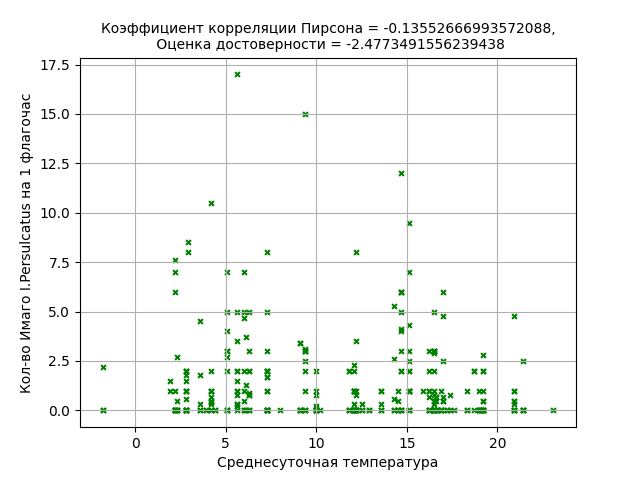 Коэффициент корреляции Пирсона = -0.13552666993572088,
Оценка достоверности = -2.4773491556239438
Кол-во Имаго I.Persulcatus на 1 флагочас
17.5
15.0
12.5
10.0
7.5
5.0
2.5
0.0
0 5 10 15 20
Среднесуточная температура